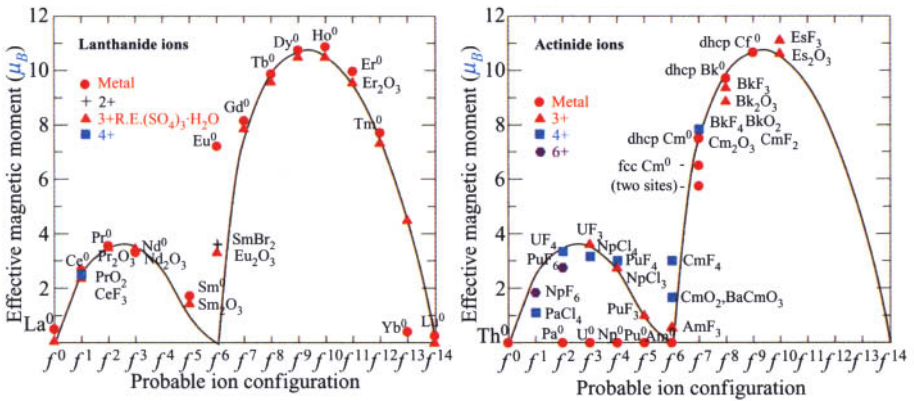 Effective magnetic moment (μB)
12
10
8
6
4
2
Lanthanide ions
Metal
2+
3+R.E.(SO4)3·H2O
4+
La⁰
Ce⁰
PrO2
CeF3
Pr⁰
Pr2O3
Nd⁰
Nd2O3
Sm⁰
Sm2O3
Eu⁰
SmBr2
Eu2O3
Gd⁰
Tb⁰
Dy⁰
Ho⁰
Er⁰
Er2O3
Tm⁰
Yb⁰
Lu⁰
f⁰ f¹ f² f³ f⁴ f⁵ f⁶ f⁷ f⁸ f⁹ f¹⁰ f¹¹ f¹² f¹³ f¹⁴
Probable ion configuration
Effective magnetic moment (μB)
12
10
8
6
4
2
Actinide ions
Metal
3+
4+
6+
Th⁰
UF4
PuF6
NpF6
PaCl4
Pa⁰
UF3
NpCl4
U⁰
PuF4
NpCl3
Np⁰
PuF3
Pu⁰
Am⁰
CmF4
CmO2,BaCmO3
AmF3
dhcp Cm⁰
fcc Cm⁰
(two sites)
BkF4 BkO2
Cm2O3 CmF2
dhcp Bk⁰
BkF3
Bk2O3
dhcp Cf⁰
EsF3
Es2O3
f⁰ f¹ f² f³ f⁴ f⁵ f⁶ f⁷ f⁸ f⁹ f¹⁰ f¹¹ f¹² f¹³ f¹⁴
Probable ion configuration